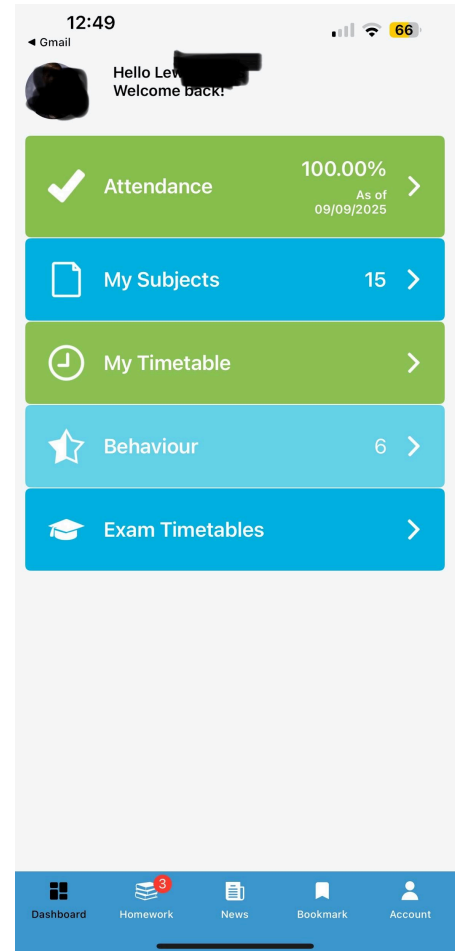 12:49
66
◀ Gmail
Hello
Welcome back!
Attendance
100.00%
As of
09/09/2025
My Subjects
15
My Timetable
Behaviour
6
Exam Timetables
3
Dashboard
Homework
News
Bookmark
Account